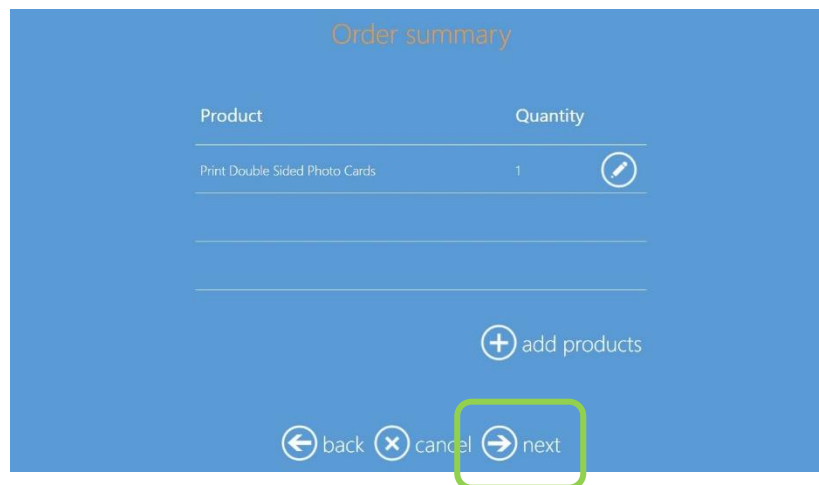 Order summary
Product Quantity
Print Double Sided Photo Cards 1
add products
back cancel next